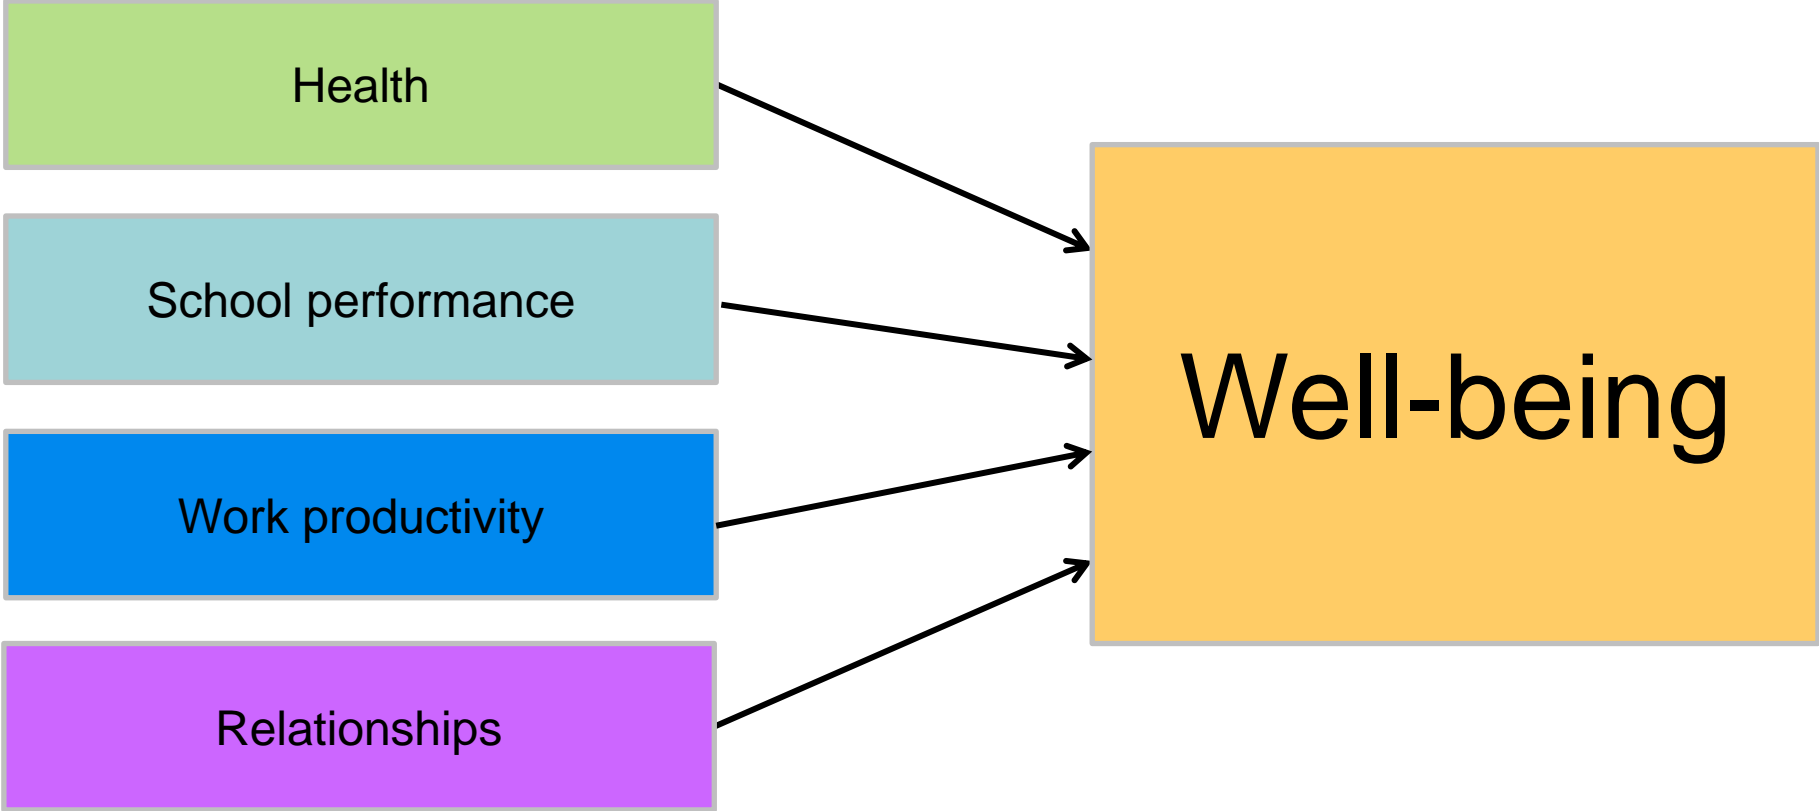 Health
School performance
Well-being
Work productivity
Relationships